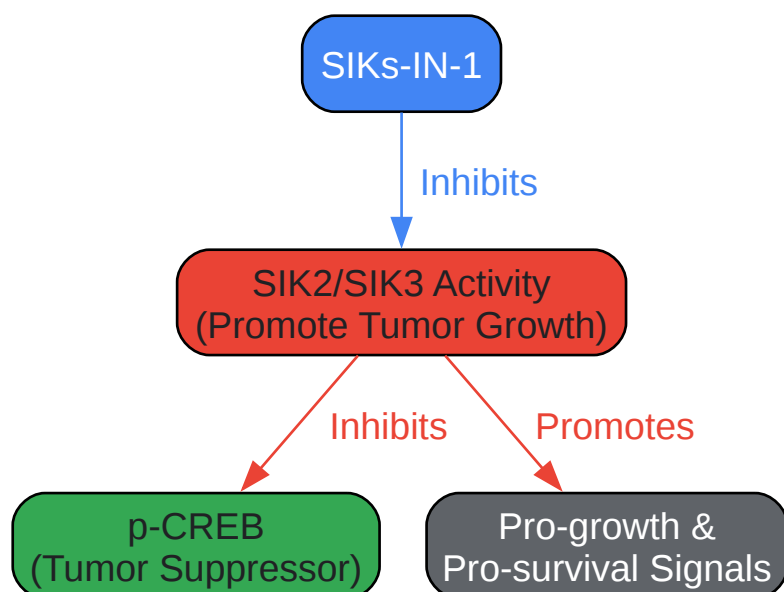 SIKs-IN-1
Inhibits
SIK2/SIK3 Activity
(Promote Tumor Growth)
Inhibits
Promotes
p-CREB
(Tumor Suppressor)
Pro-growth &
Pro-survival Signals